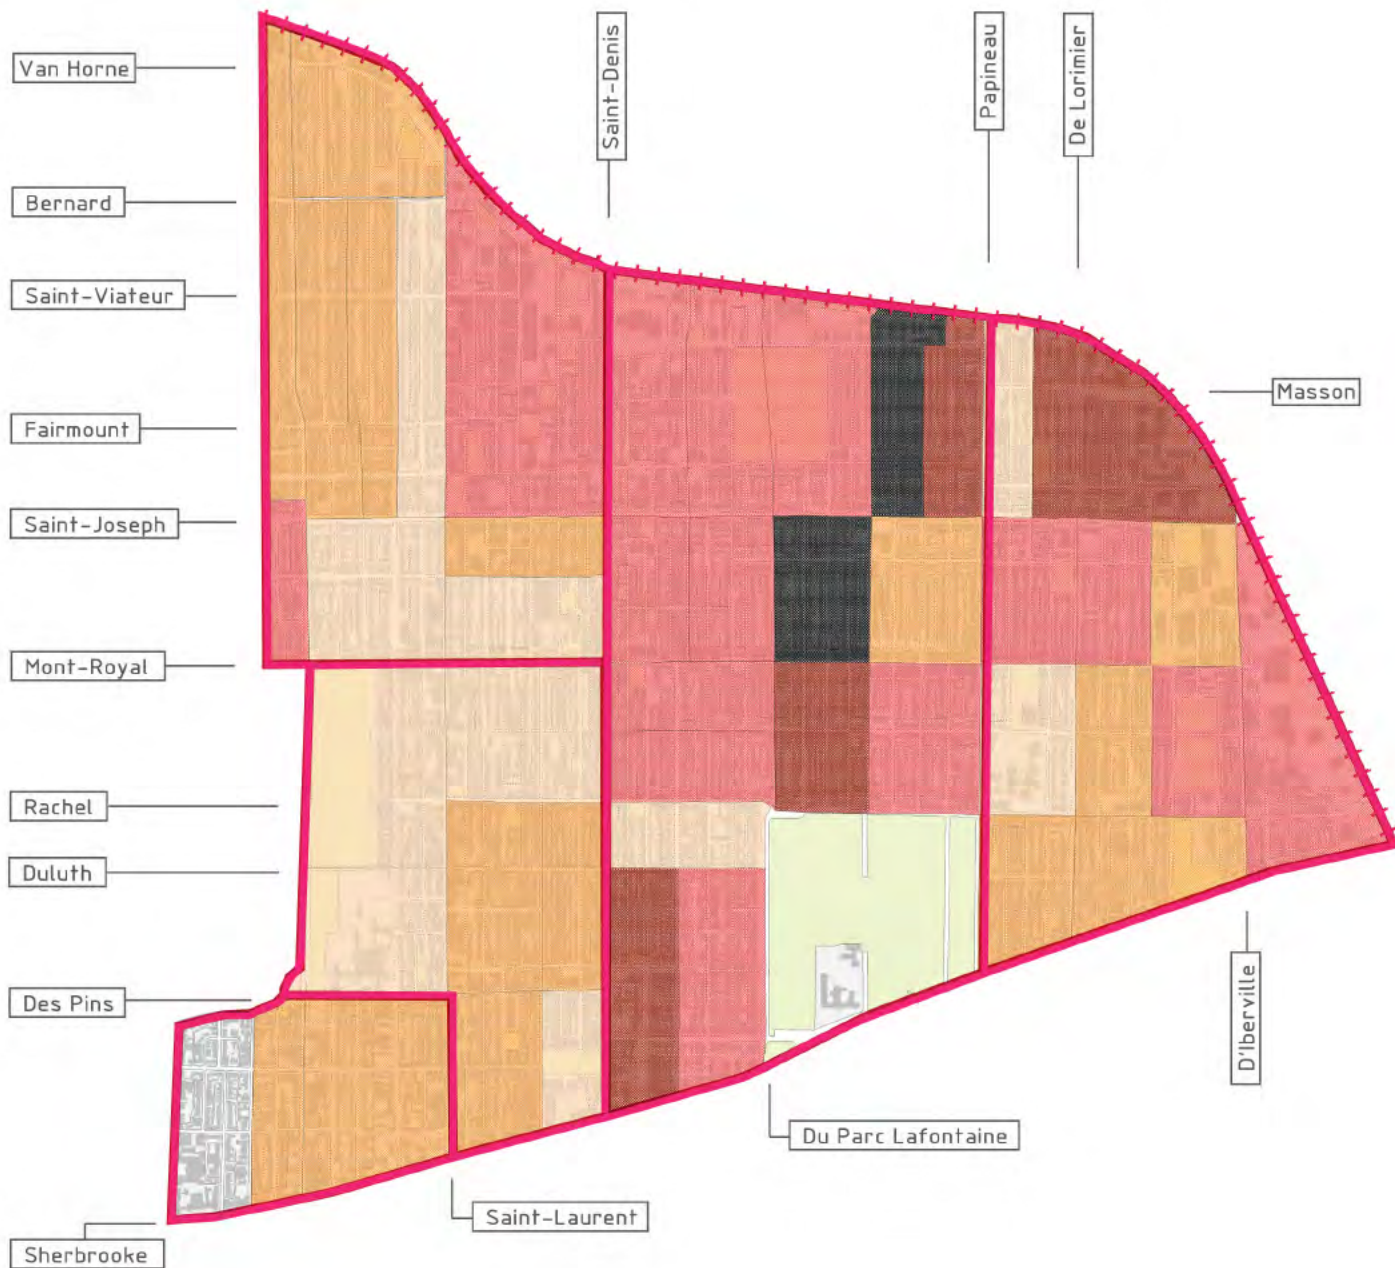 Van Horne
Saint-Denis
Papineau
De Lorimier
Bernard
Saint-Viateur
Masson
Fairmount
Saint-Joseph
Mont-Royal
Rachel
Duluth
Des Pins
D'Iberville
Du Parc Lafontaine
Saint-Laurent
Sherbrooke